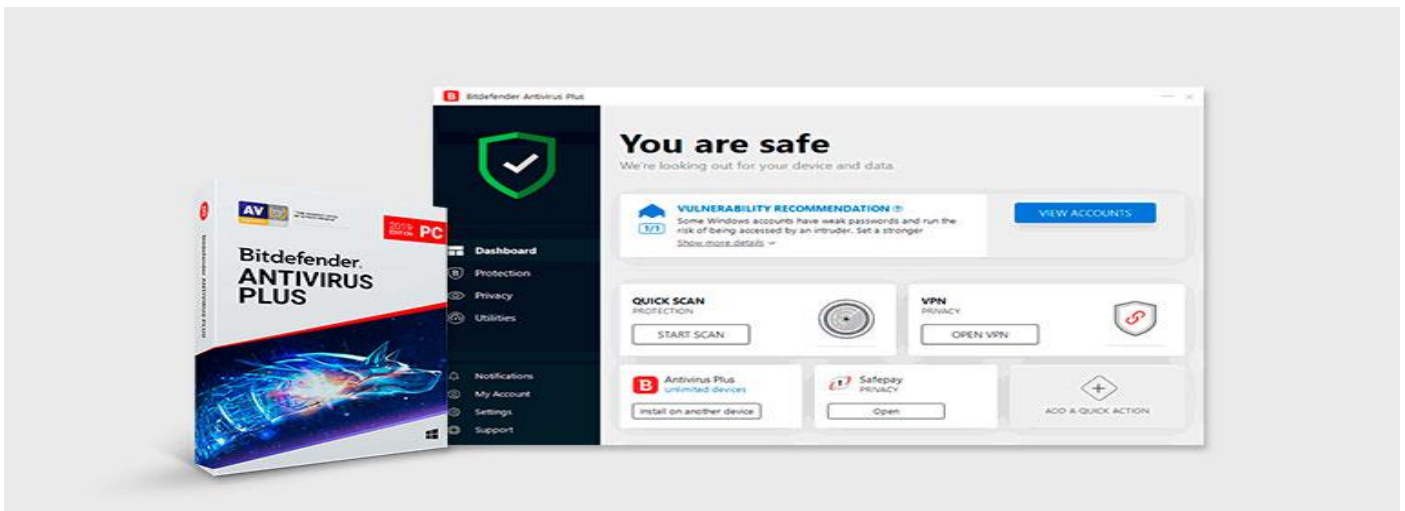 AV
2019
EDITION
PC
Bitdefender.
ANTIVIRUS
PLUS
BITDEFENDER ANTIVIRUS PLUS
B Bitdefender Antivirus Plus
Dashboard
Protection
Privacy
Utilities
Notifications
My Account
Settings
Support
You are safe
We're looking out for your device and data.
VULNERABILITY RECOMMENDATION
1/1
Some Windows accounts have weak passwords and run the
risk of being accessed by an intruder. Set a stronger
Show more details
VIEW ACCOUNTS
QUICK SCAN
PROTECTION
START SCAN
VPN
PRIVACY
OPEN VPN
B
Antivirus Plus
Unlimited devices
Install on another device
Safepay
PRIVACY
Open
ADD A QUICK ACTION